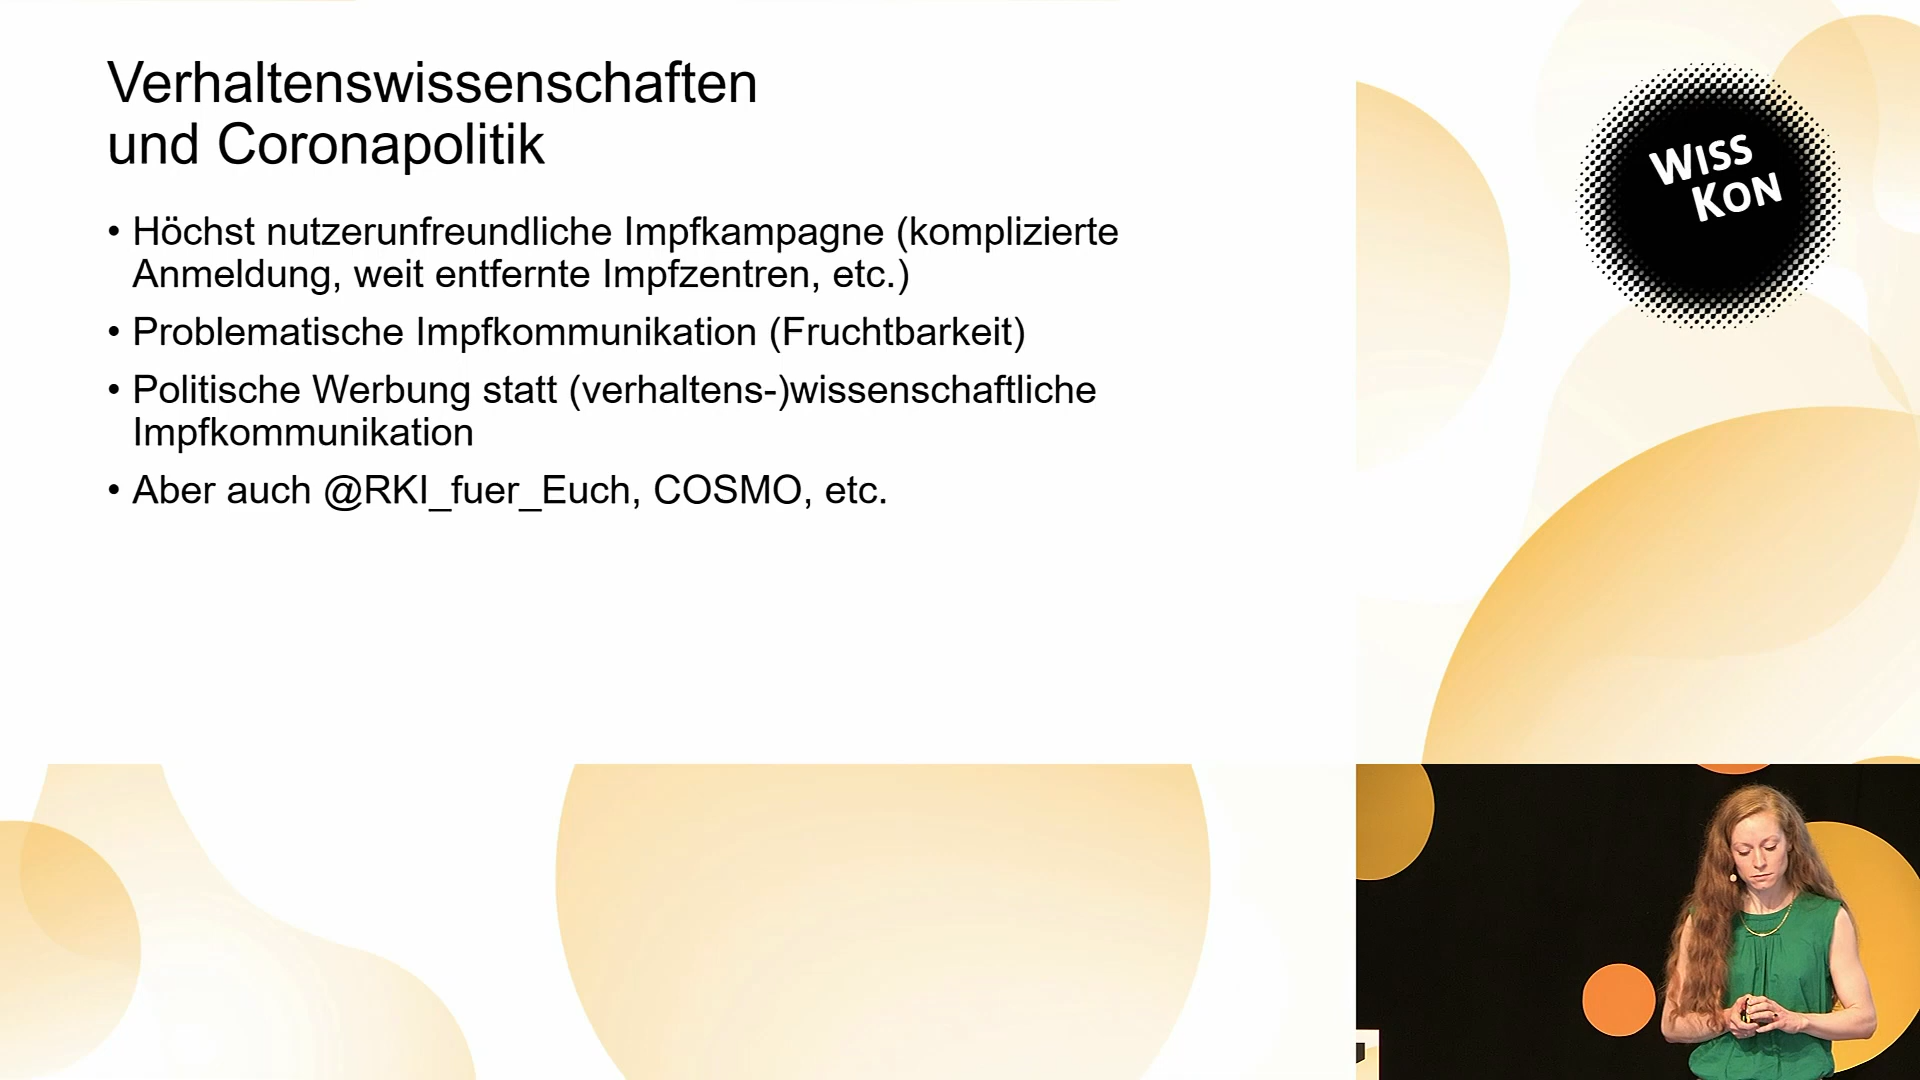 Verhaltenswissenschaften
und Coronapolitik
• Höchst nutzerunfreundliche Impfkampagne (komplizierte
Anmeldung, weit entfernte Impfzentren, etc.)
• Problematische Impfkommunikation (Fruchtbarkeit)
• Politische Werbung statt (verhaltens-)wissenschaftliche
Impfkommunikation
• Aber auch @RKI_fuer_Euch, COSMO, etc.
WISS
KON